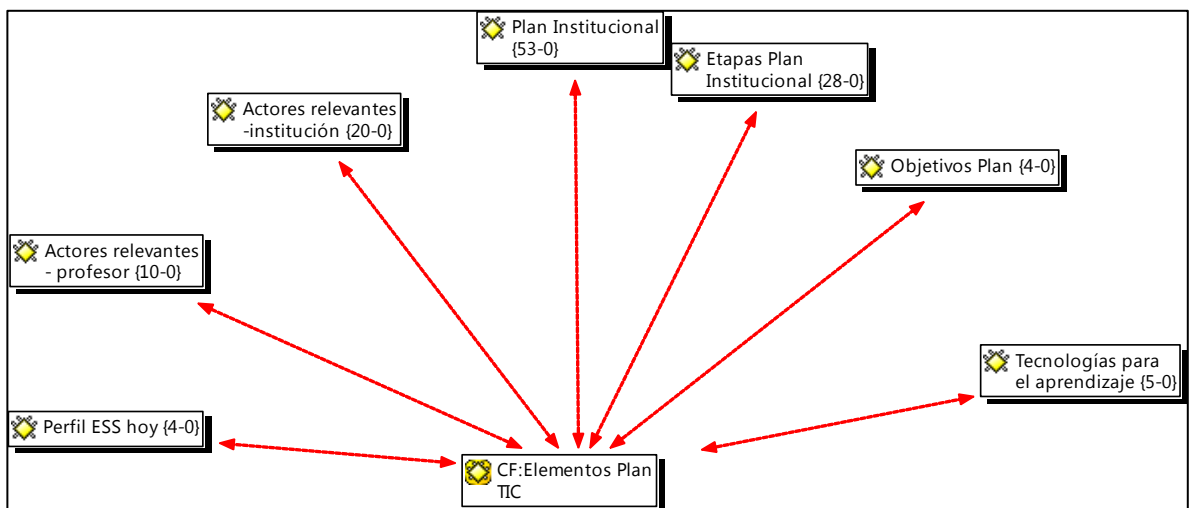 Plan Institucional
{53-0}
Etapas Plan
Institucional {28-0}
Actores relevantes
-institución {20-0}
Objetivos Plan {4-0}
Actores relevantes
- profesor {10-0}
Tecnologías para
el aprendizaje {5-0}
Perfil ESS hoy {4-0}
CF:Elementos Plan
TIC